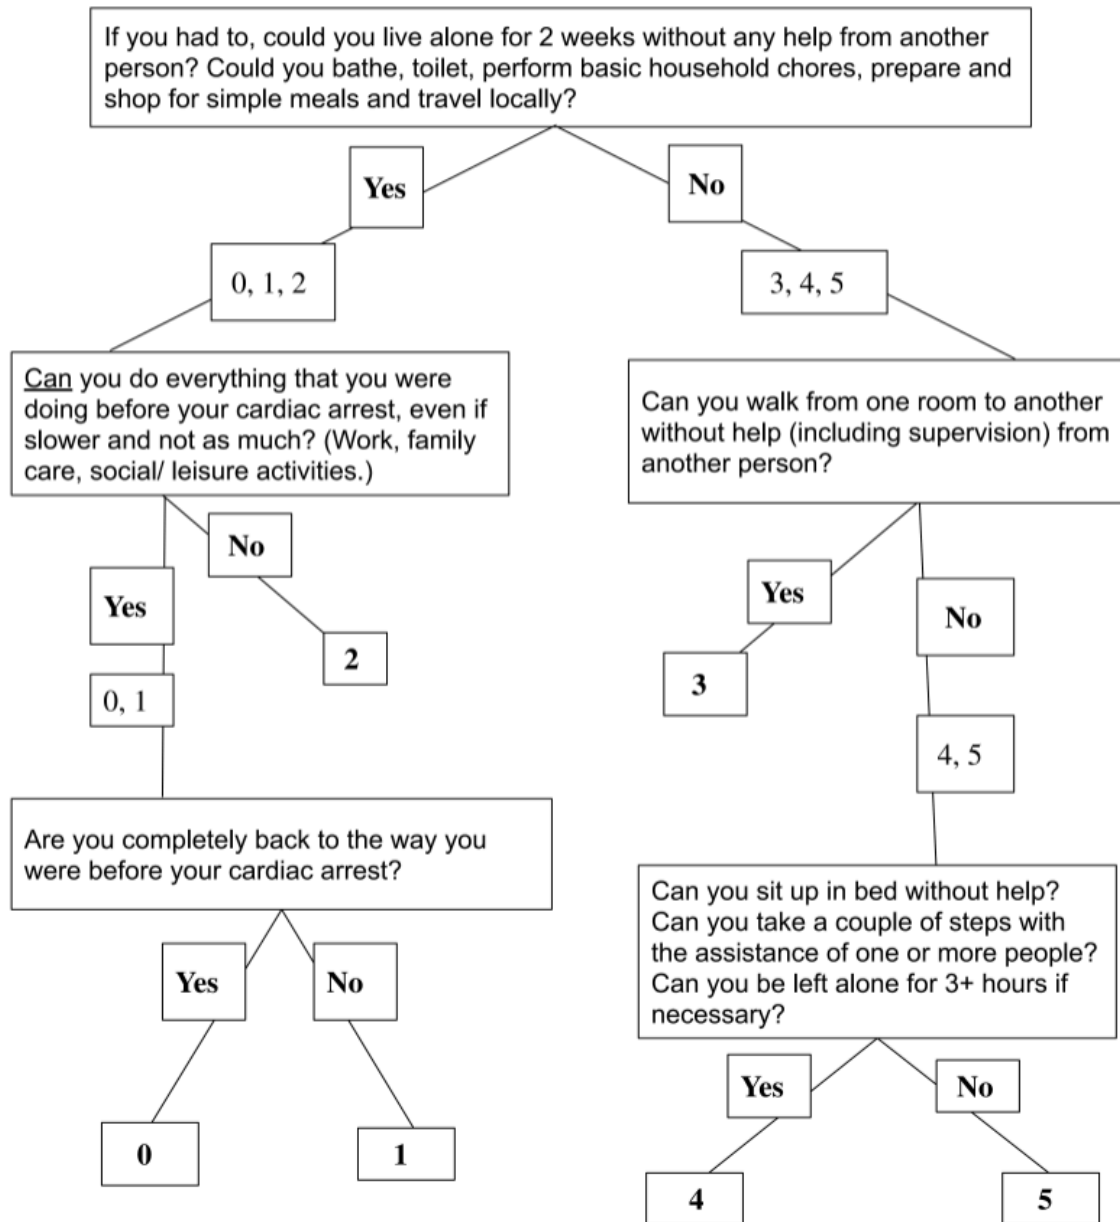 If you had to, could you live alone for 2 weeks without any help from another
person? Could you bathe, toilet, perform basic household chores, prepare and
shop for simple meals and travel locally?
Yes
No
0, 1, 2
3, 4, 5
Can you do everything that you were
doing before your cardiac arrest, even if
slower and not as much? (Work, family
care, social/ leisure activities.)
Can you walk from one room to another
without help (including supervision) from
another person?
No
Yes
2
0, 1
Yes
No
3
4, 5
Are you completely back to the way you
were before your cardiac arrest?
Can you sit up in bed without help?
Can you take a couple of steps with
the assistance of one or more people?
Can you be left alone for 3+ hours if
necessary?
Yes
No
0
1
Yes
No
4
5